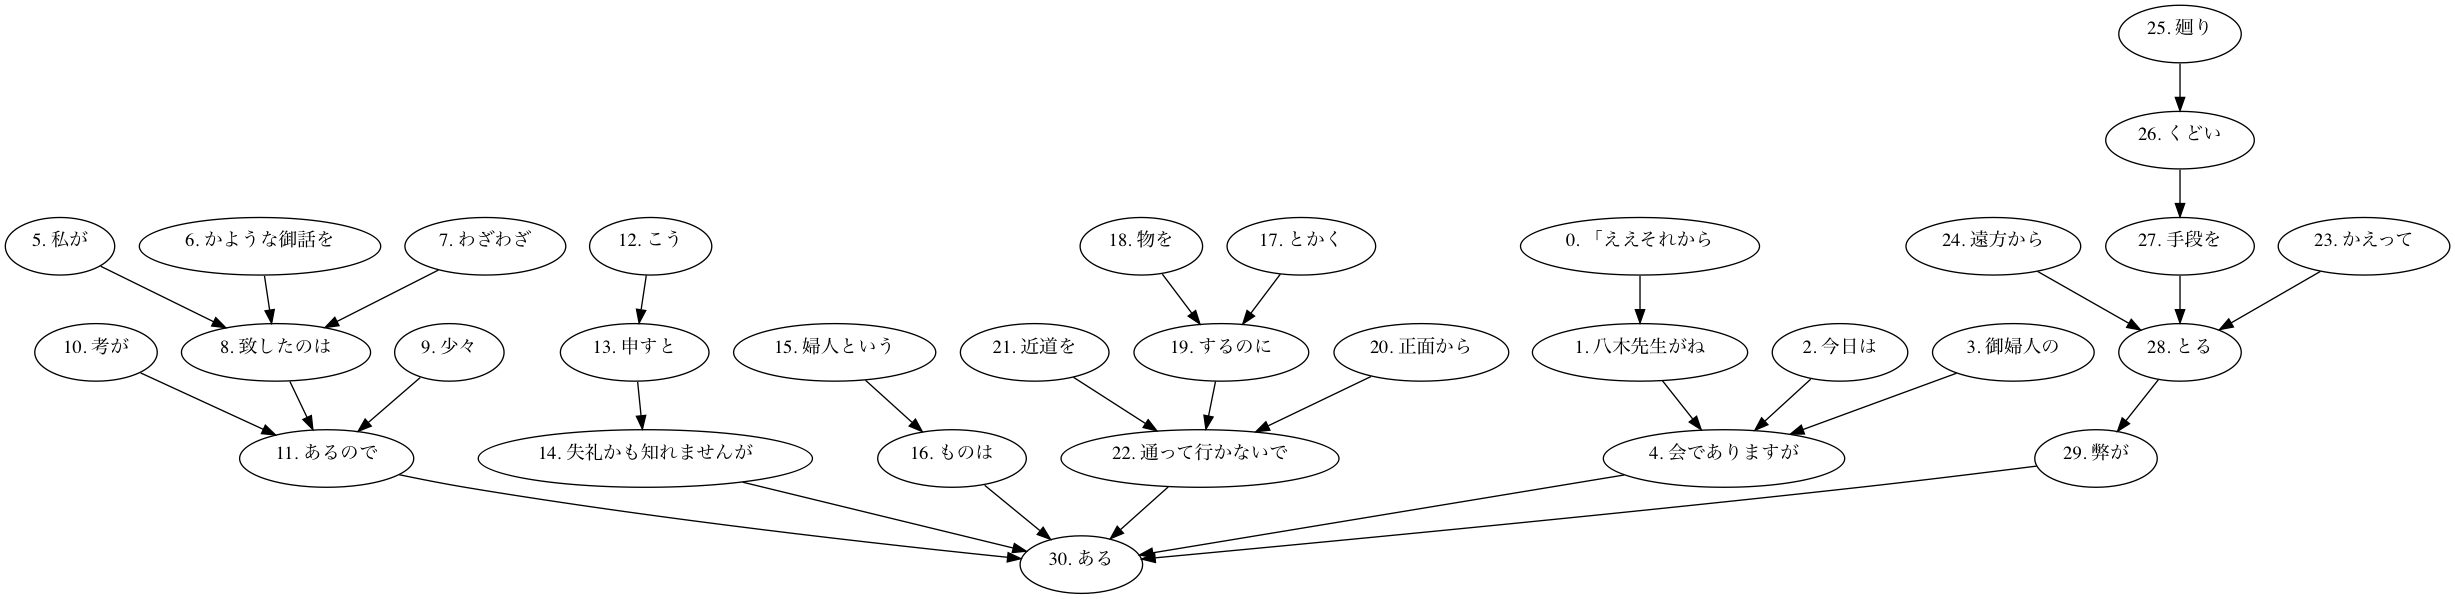 25. 廻り
26. くどい
5. 私が
6. かような御話を
7. わざわざ
12. こう
18. 物を
17. とかく
0. 「ええそれから
24. 遠方から
27. 手段を
23. かえって
10. 考が
8. 致したのは
9. 少々
13. 申すと
15. 婦人という
21. 近道を
19. するのに
20. 正面から
1. 八木先生がね
2. 今日は
3. 御婦人の
28. とる
11. あるので
14. 失礼かも知れませんが
16. ものは
22. 通って行かないで
4. 会でありますが
29. 弊が
30. ある